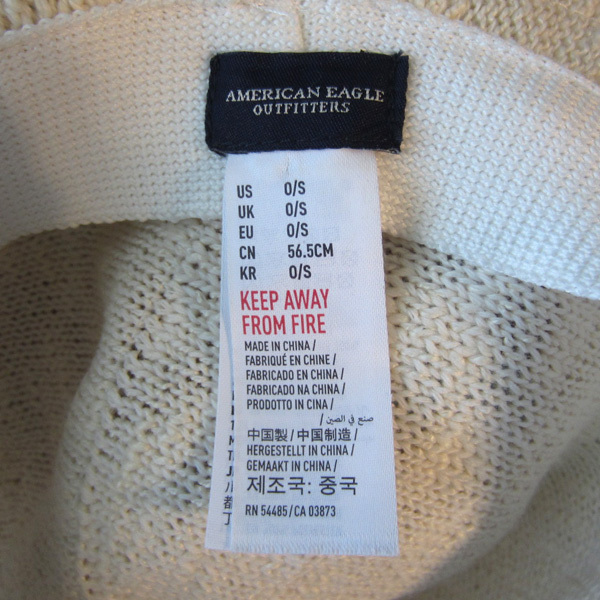 AMERICAN EAGLE
OUTFITTERS
US O/S
UK O/S
EU O/S
CN 56.5CM
KR O/S
KEEP AWAY
FROM FIRE
MADE IN CHINA /
FABRIQUÉ EN CHINE /
FABRICADO EN CHINA /
FABRICADO NA CHINA /
PRODOTTO IN CINA /
صنع في الصين /
中国製 / 中国制造 /
HERGESTELLT IN CHINA /
GEMAAKT IN CHINA /
제조국: 중국
RN 54485 / CA 03873